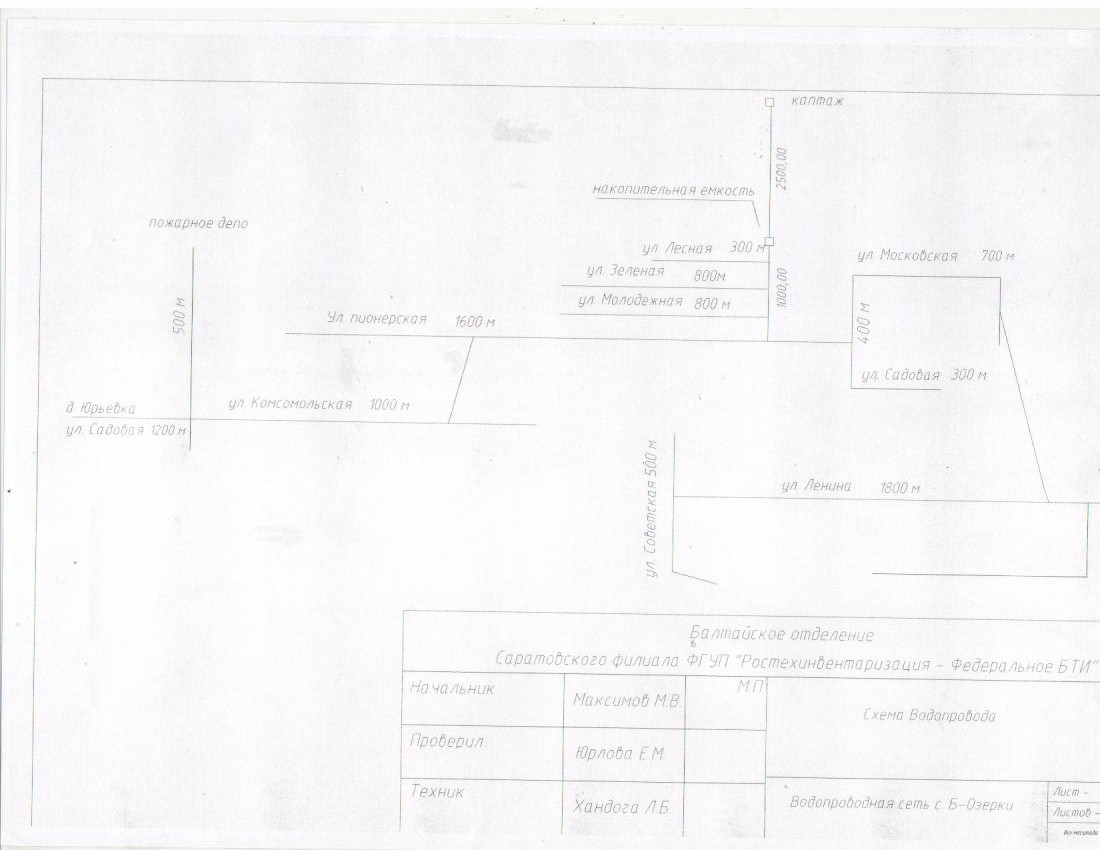 каптаж
2500,00
накопительная емкость
пожарное депо
ул. Лесная 300 м
ул. Московская 700 м
ул. Зеленая 800м
1000,00
ул. Молодежная 800 м
500 м
Ул. пионерская 1600 м
400 м
ул. Садовая 300 м
д. Юрьевка
ул. Комсомольская 1000 м
ул. Садовая 1200 м
ул. Советская 500 м
ул. Ленина 1800 м
Балтайское отделение
Саратовского филиала ФГУП "Ростехинвентаризация - Федеральное БТИ"
Начальник
Максимов М.В.
М.П
Схема Водопровода
Проверил
Юрлова Е.М.
Техник
Хандога Л.Б.
Водопроводная сеть с. Б-Озерки
Лист -
Листов -
Без масштаба